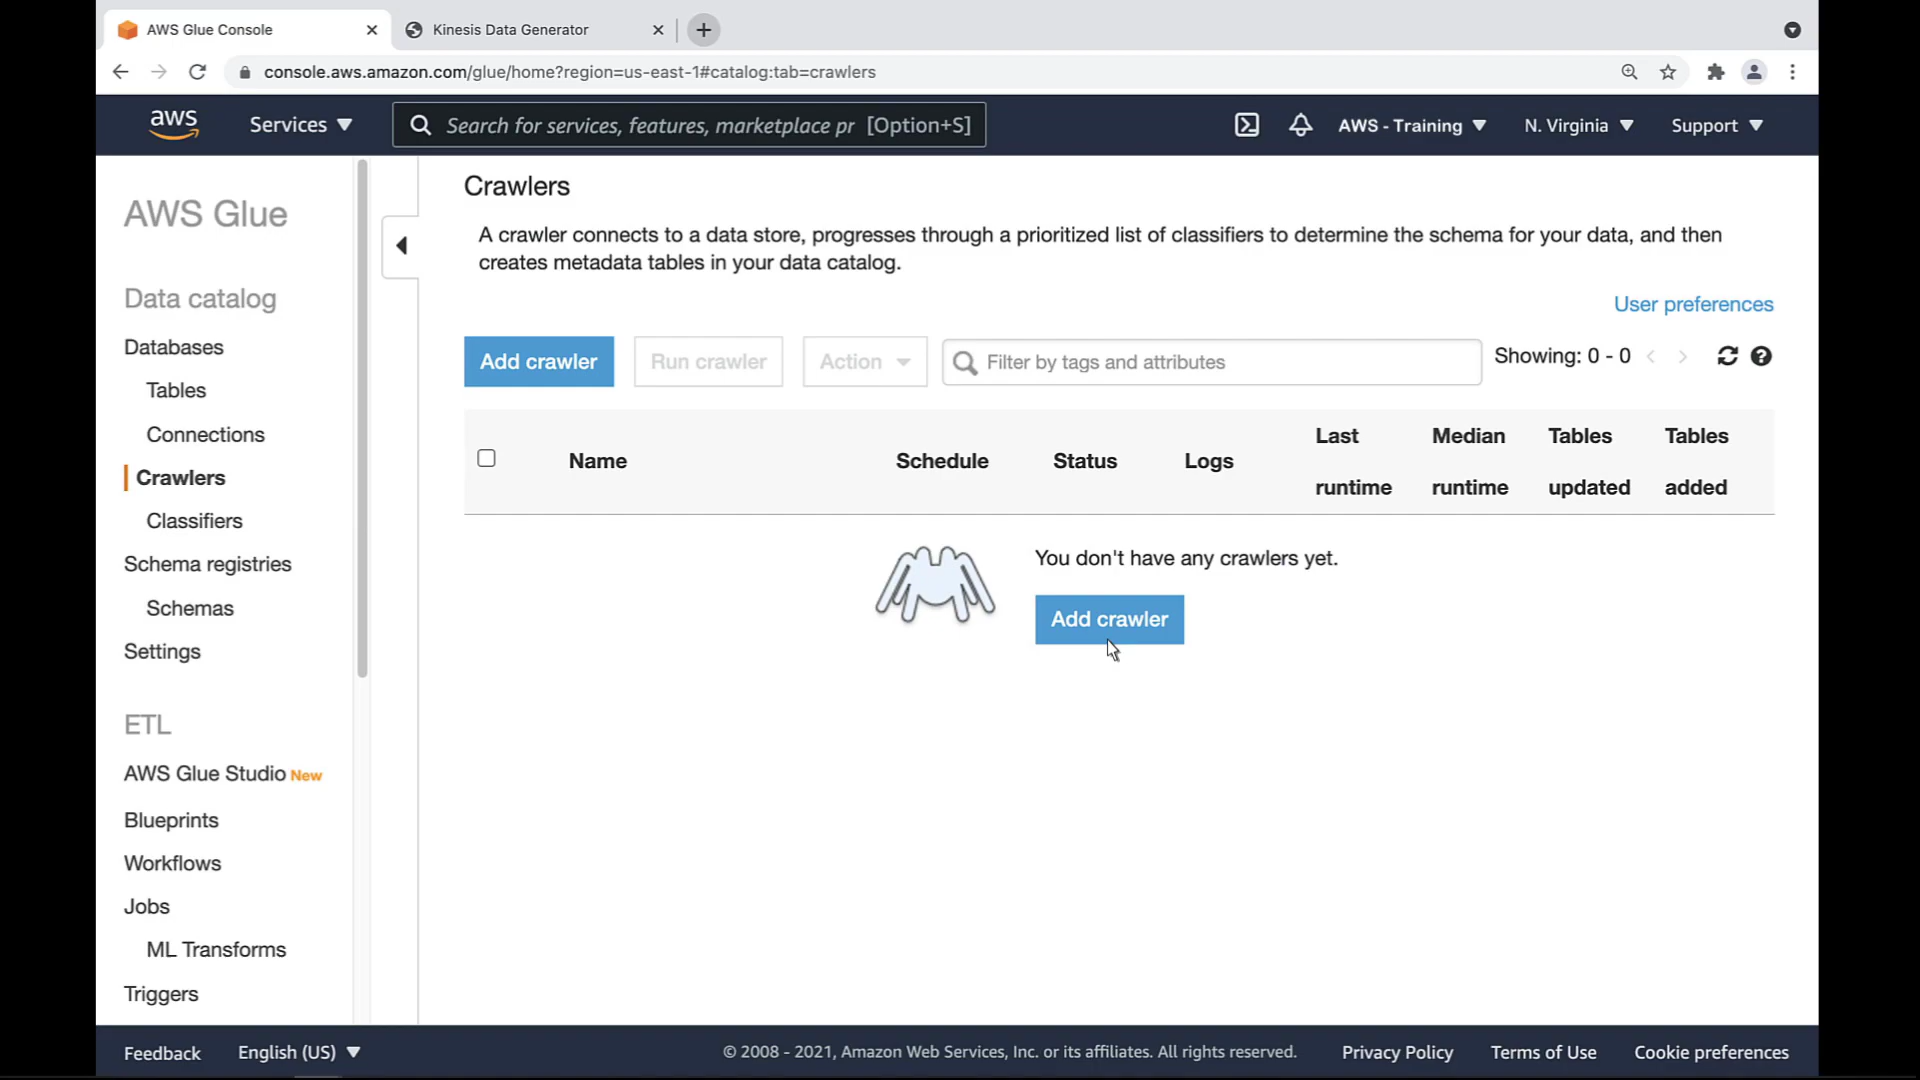 AWS Glue Console
Kinesis Data Generator
console.aws.amazon.com/glue/home?region=us-east-1#catalog:tab=crawlers
aws
Services
Search for services, features, marketplace pr [Option+S]
AWS - Training
N. Virginia
Support
AWS Glue
Data catalog
Databases
Tables
Connections
Crawlers
Classifiers
Schema registries
Schemas
Settings
ETL
AWS Glue Studio New
Blueprints
Workflows
Jobs
ML Transforms
Triggers
Crawlers
A crawler connects to a data store, progresses through a prioritized list of classifiers to determine the schema for your data, and then
creates metadata tables in your data catalog.
User preferences
Add crawler
Run crawler
Action
Filter by tags and attributes
Showing: 0 - 0
Name
Schedule
Status
Logs
Last
runtime
Median
runtime
Tables
updated
Tables
added
You don't have any crawlers yet.
Add crawler
Feedback
English (US)
© 2008 - 2021, Amazon Web Services, Inc. or its affiliates. All rights reserved.
Privacy Policy
Terms of Use
Cookie preferences